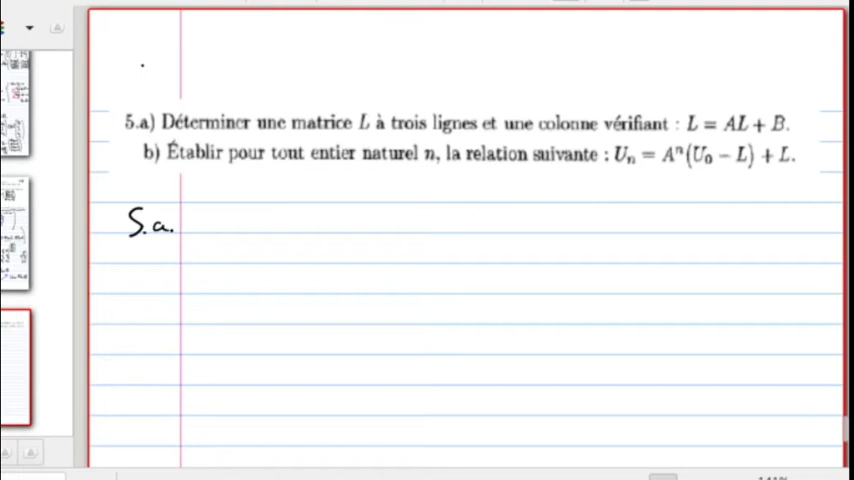 5.a) Déterminer une matrice L à trois lignes et une colonne vérifiant : L = AL + B.
b) Établir pour tout entier naturel n, la relation suivante : Uₙ = Aⁿ(U₀ − L) + L.
5.a.